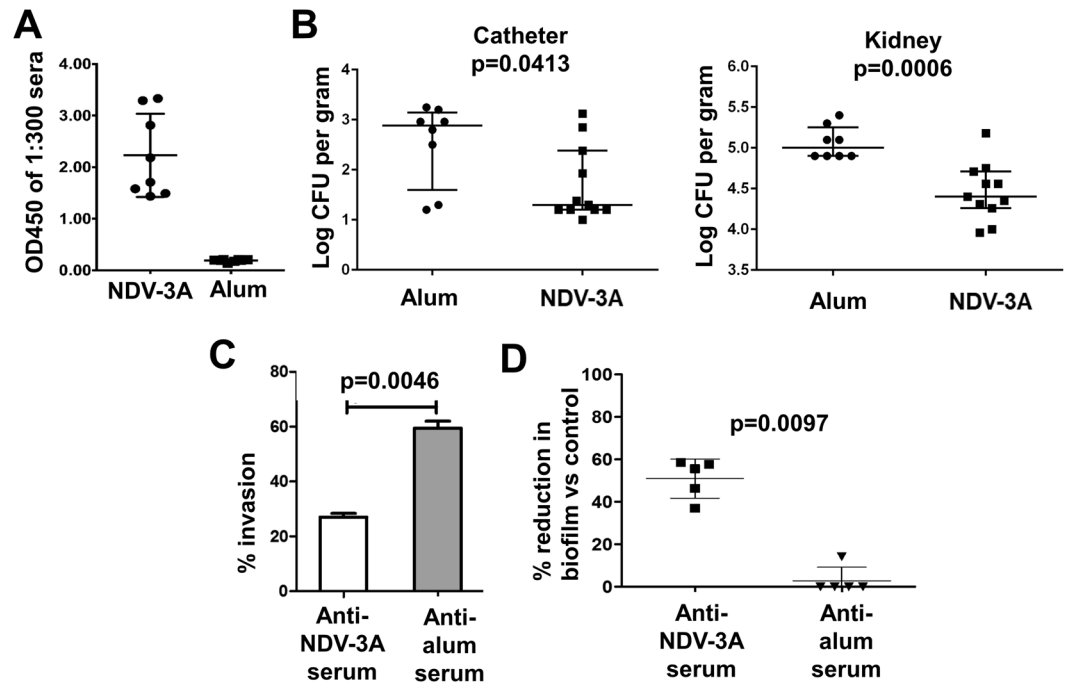 A
OD450 of 1:300 sera
4.00
3.00
2.00
1.00
0.00
NDV-3A
Alum
B
Catheter
p=0.0413
Log CFU per gram
4
3
2
1
0
Alum
NDV-3A
Kidney
p=0.0006
Log CFU per gram
6.0
5.5
5.0
4.5
4.0
3.5
Alum
NDV-3A
C
p=0.0046
% invasion
80
60
40
20
0
Anti-
NDV-3A
serum
Anti-
alum
serum
D
p=0.0097
% reduction in
biofilm vs control
100
80
60
40
20
0
Anti-
NDV-3A
serum
Anti-
alum
serum